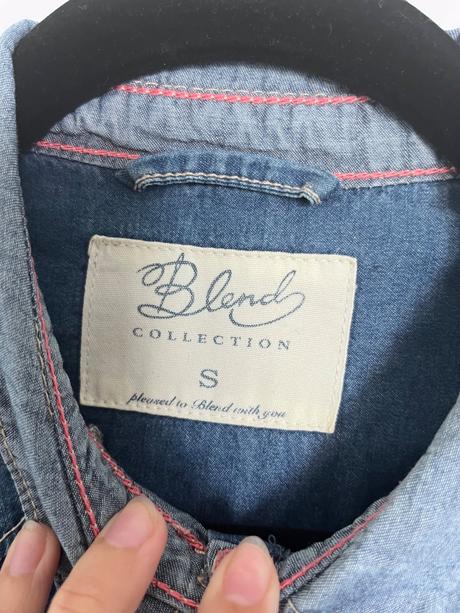 Blend
COLLECTION
S
pleased to Blend with you